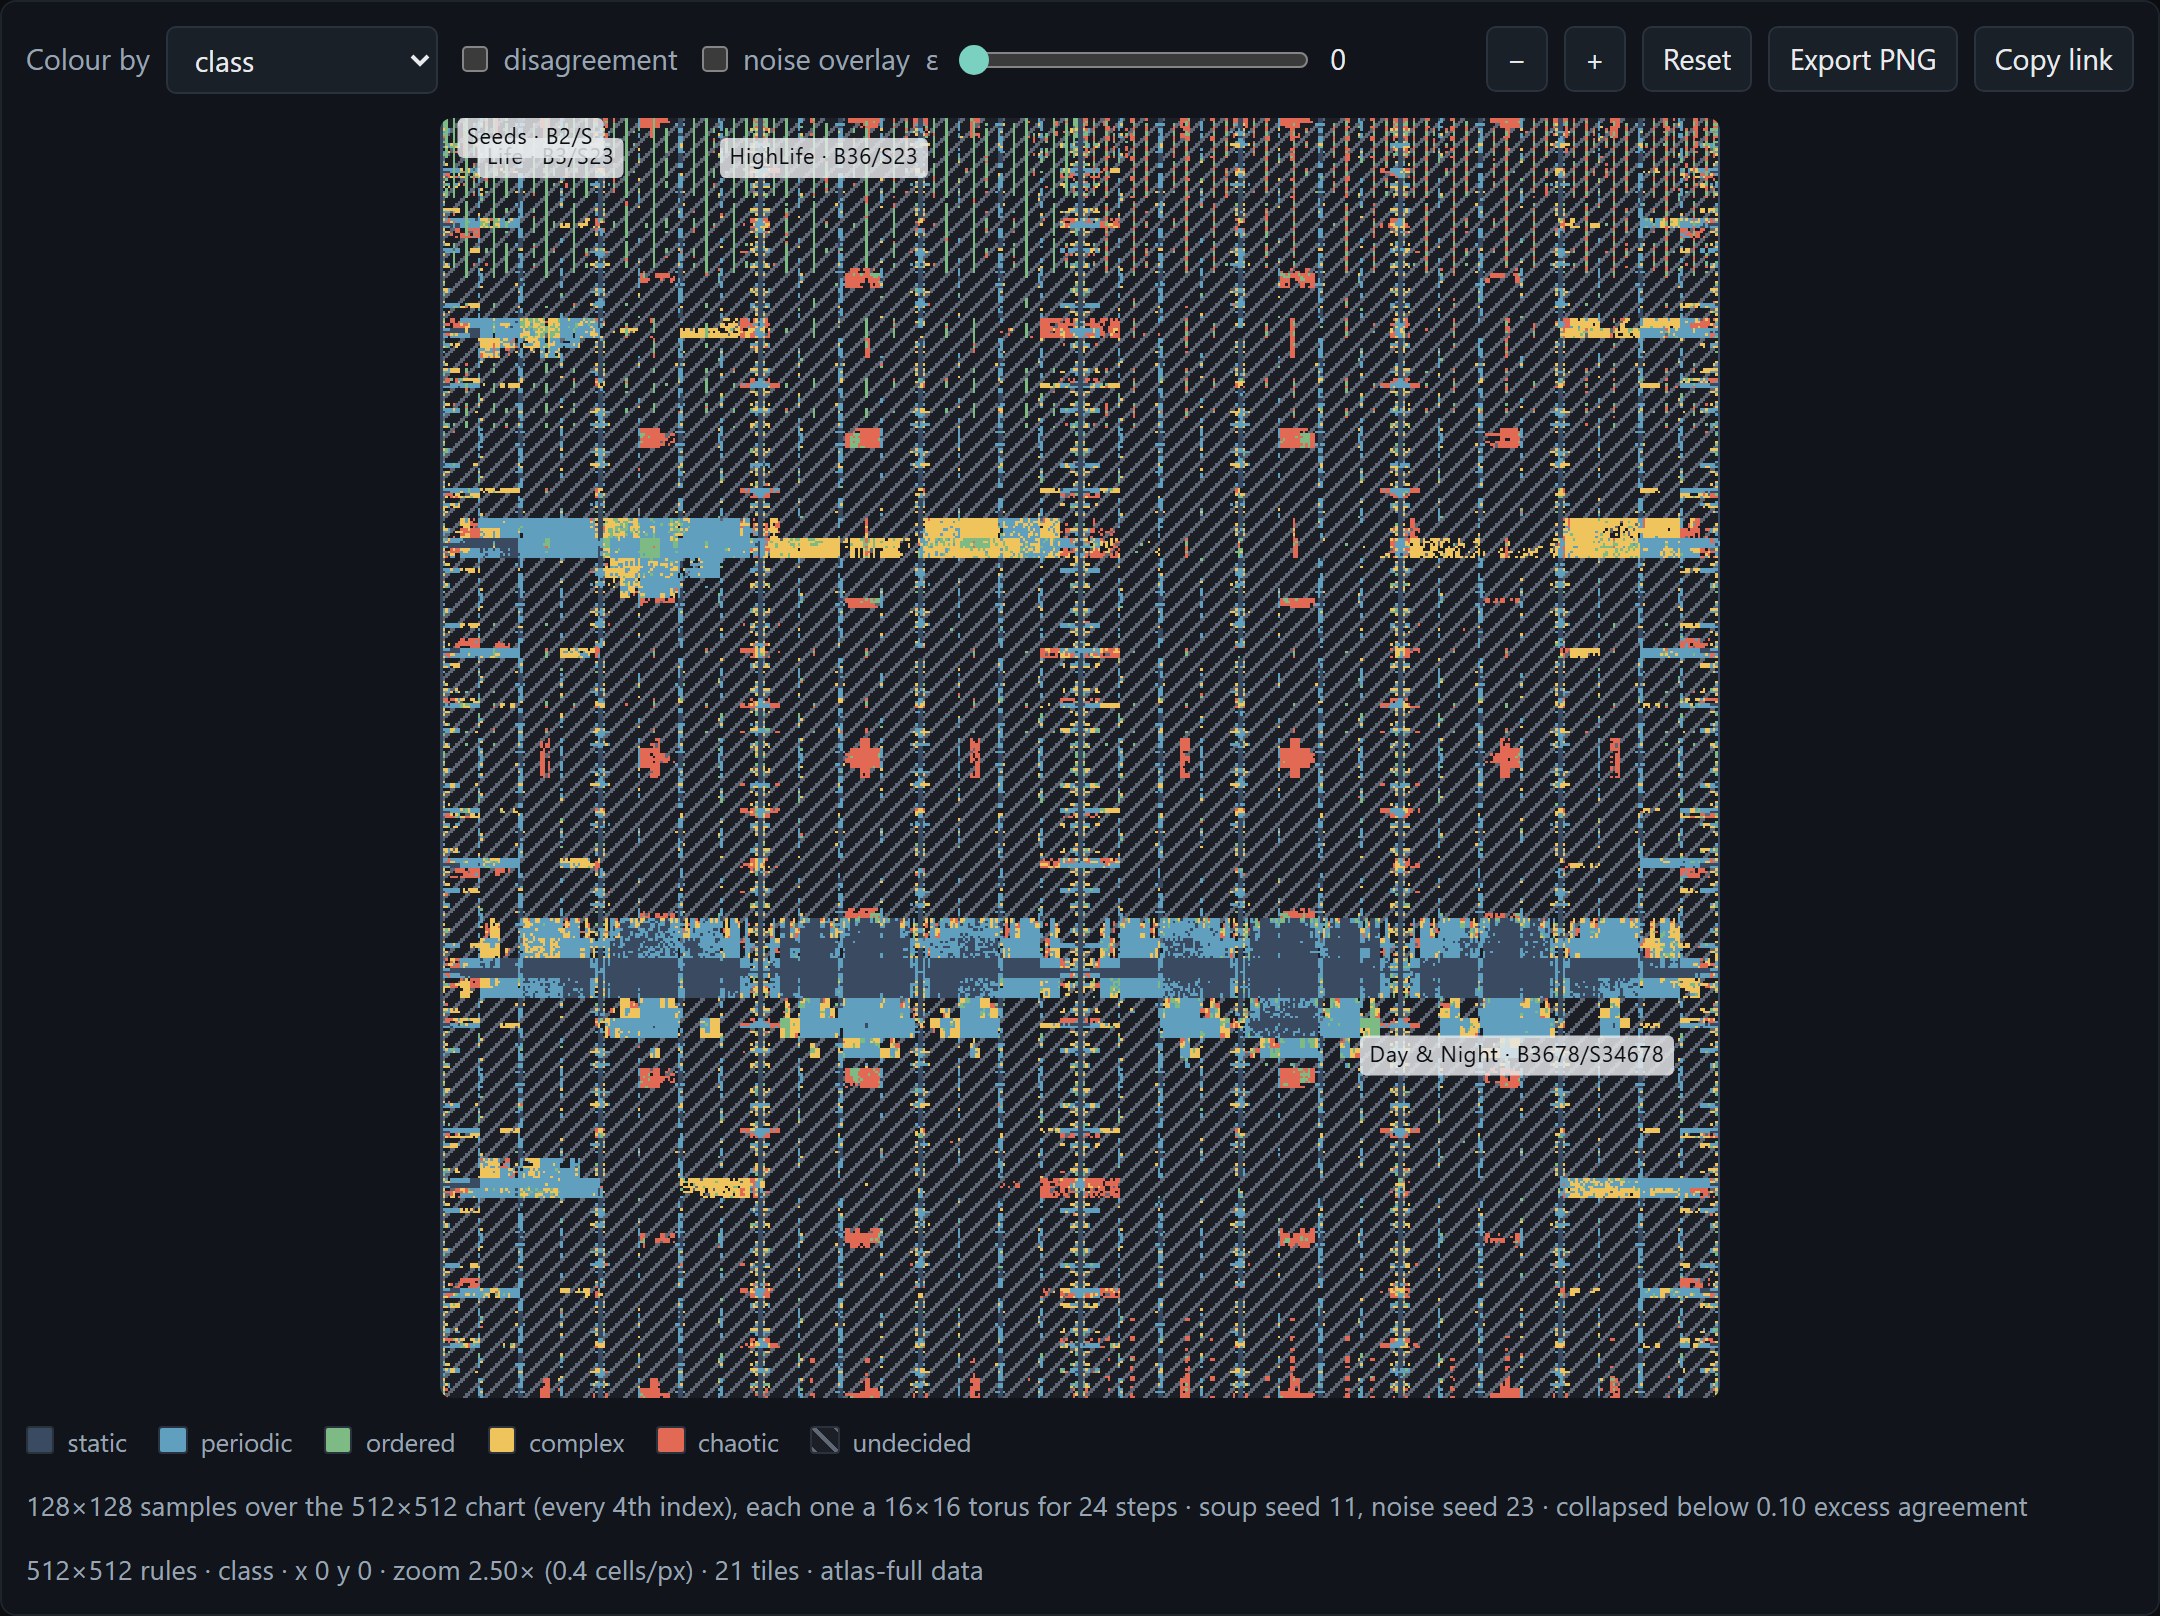 Colour by class disagreement noise overlay ε 0 − + Reset Export PNG Copy link
Seeds · B2/S
Life · B3/S23
HighLife · B36/S23
Day & Night · B3678/S34678
static periodic ordered complex chaotic undecided
128×128 samples over the 512×512 chart (every 4th index), each one a 16×16 torus for 24 steps · soup seed 11, noise seed 23 · collapsed below 0.10 excess agreement
512×512 rules · class · x 0 y 0 · zoom 2.50× (0.4 cells/px) · 21 tiles · atlas-full data